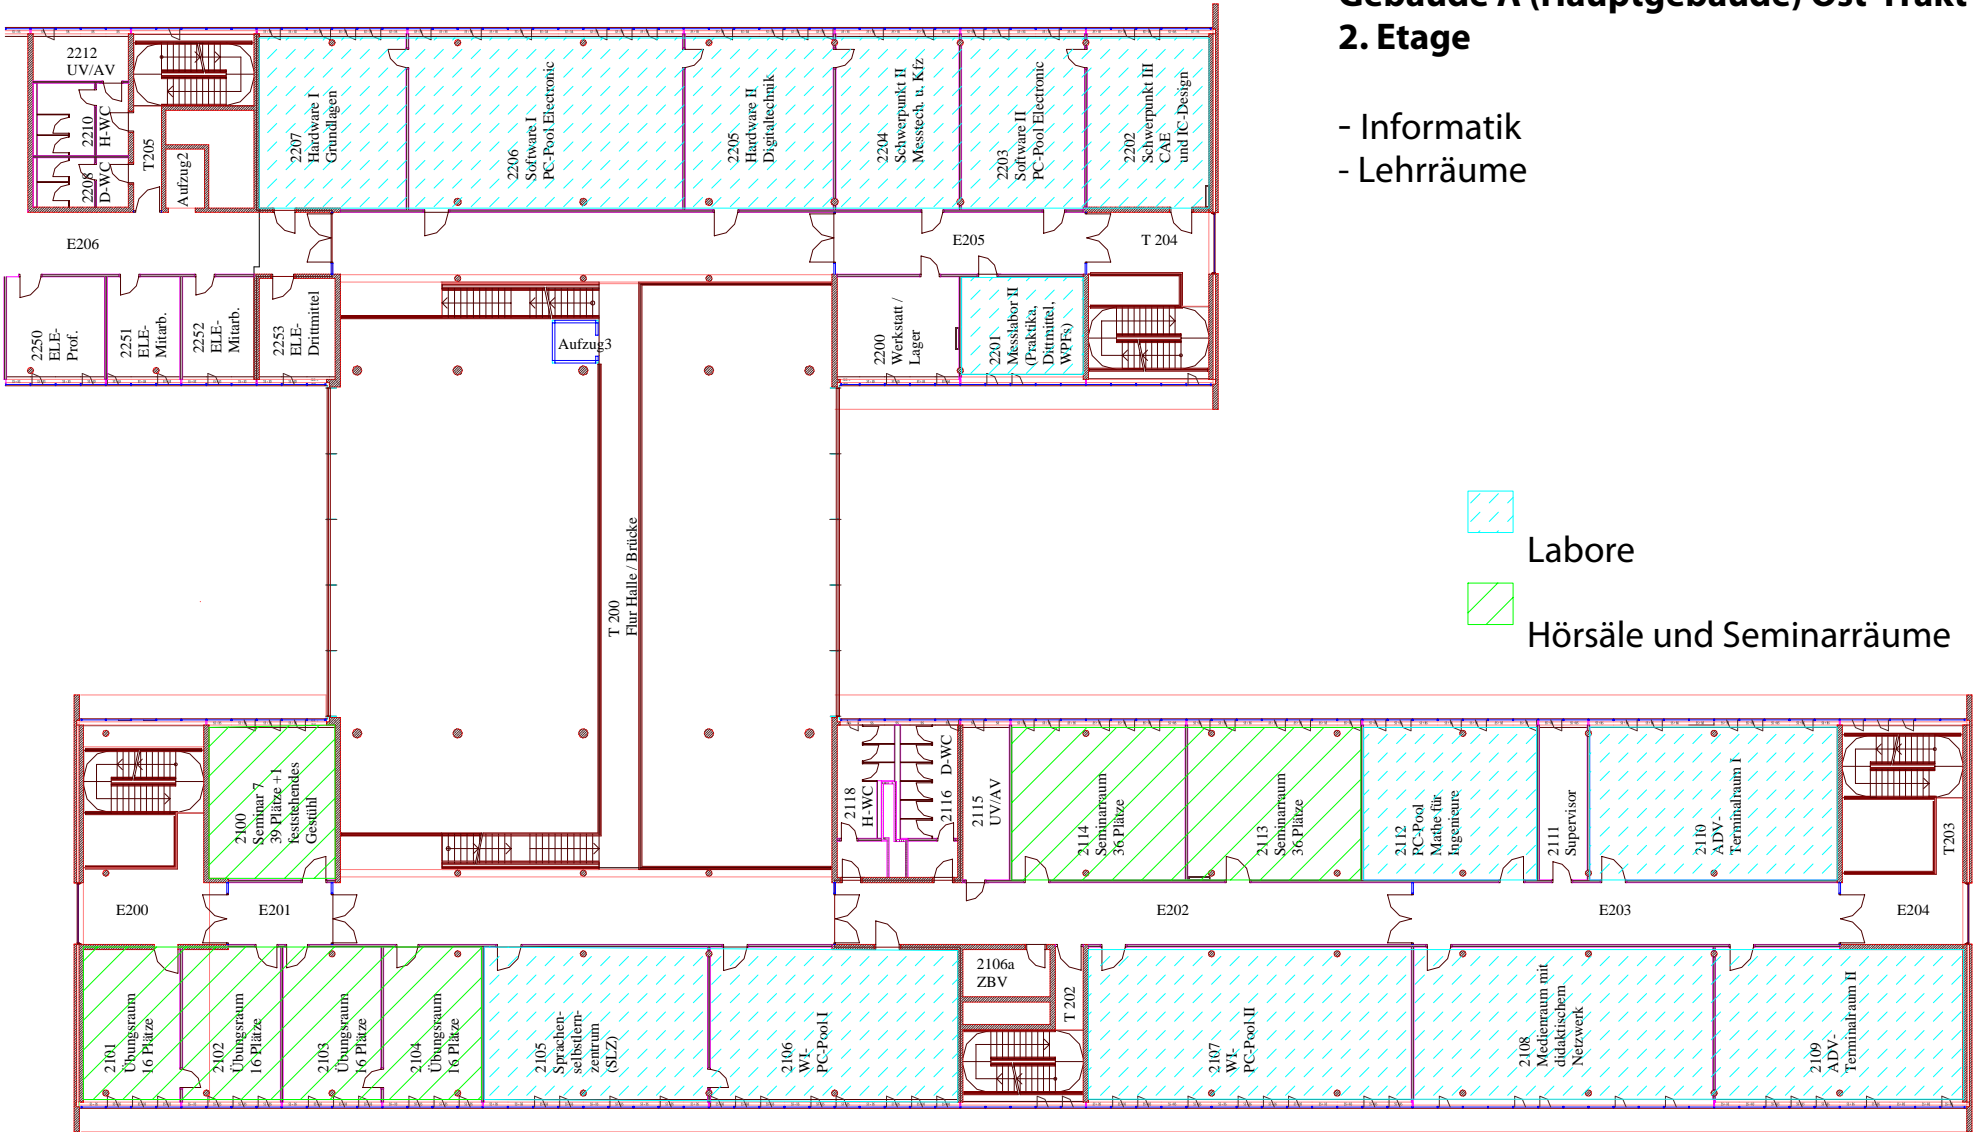 Gebäude A (Hauptgebäude) Ost-Trakt
2. Etage
- Informatik
- Lehrräume
Labore
Hörsäle und Seminarräume
2212
UV/AV
2210
H-WC
2208
D-WC
T205
Aufzug2
2207
Hardware I
Grundlagen
2206
Software I
PC-Pool Electronic
2205
Hardware II
Digitaltechnik
2204
Schwerpunkt II
Messtech. u. Kfz
2203
Software II
PC-Pool Electronic
2202
Schwerpunkt III
CAE
und IC-Design
E206
E205
T 204
2250
ELE-
Prof.
2251
ELE-
Mitarb.
2252
ELE-
Mitarb.
2253
ELE-
Drittmittel
Aufzug3
2200
Werkstatt /
Lager
2201
Messlabor II
(Praktika,
Dittmittel,
WPFs)
T 200
Flur Halle / Brücke
2100
Seminar 7
39 Plätze +1
feststehendes
Gestühl
2118
H-WC
2116 D-WC
2115
UV/AV
2114
Seminarraum
36 Plätze
2113
Seminarraum
36 Plätze
2112
PC-Pool
Mathe für
Ingenieure
2111
Supervisor
2110
ADV-
Terminalraum I
T203
E200
E201
E202
E203
E204
2101
Übungsraum
16 Plätze
2102
Übungsraum
16 Plätze
2103
Übungsraum
16 Plätze
2104
Übungsraum
16 Plätze
2105
Sprachen-
selbstlern-
zentrum
(SLZ)
2106
WI-
PC-Pool I
2106a
ZBV
T 202
2107
WI-
PC-Pool II
2108
Medienraum mit
didaktischem
Netzwerk
2109
ADV-
Terminalraum II